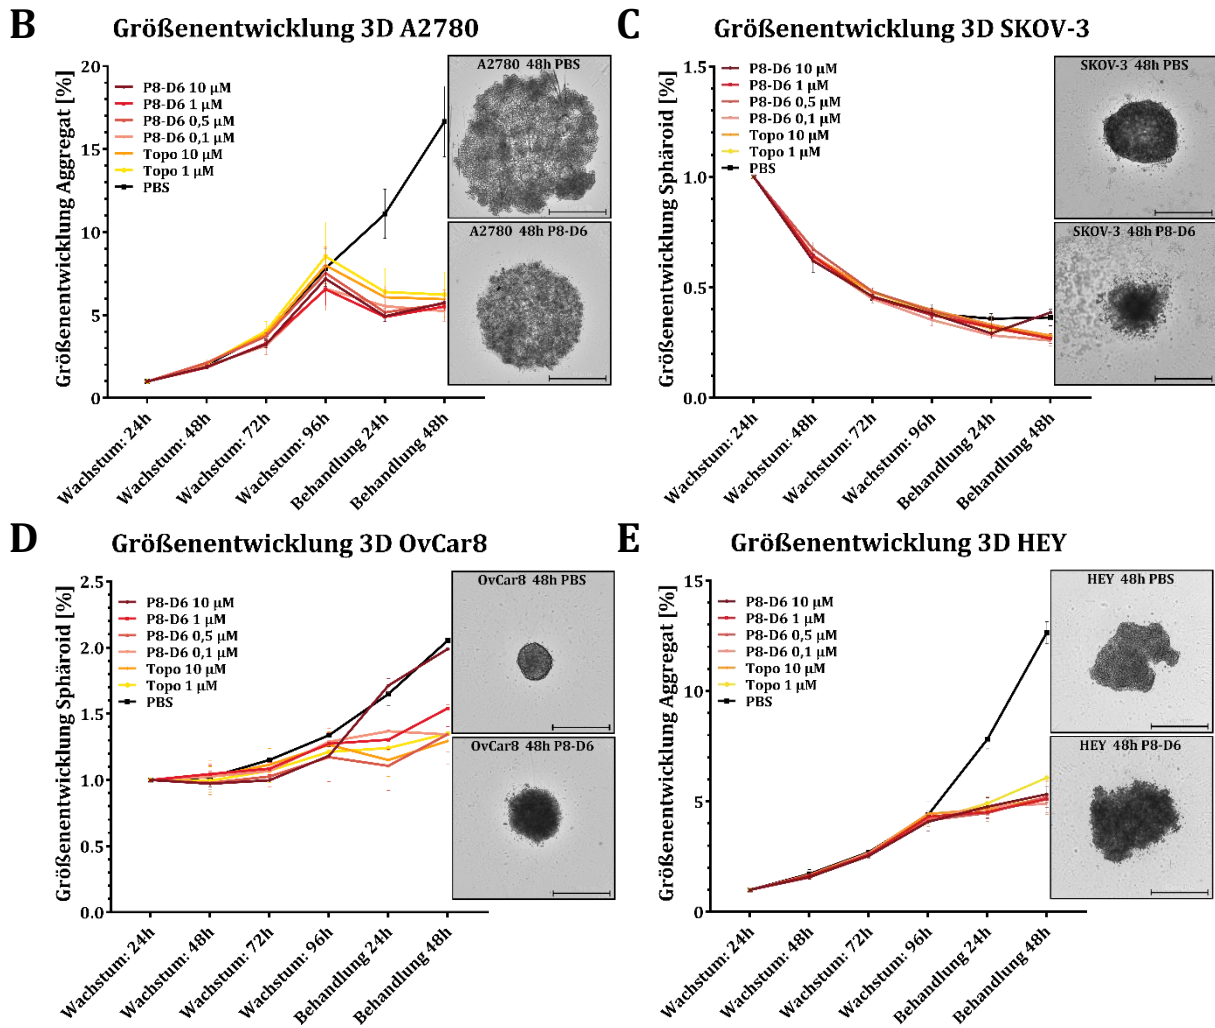 B
Größenentwicklung 3D A2780
Größenentwicklung Aggregat [%]
20
15
10
5
0
P8-D6 10 µM
P8-D6 1 µM
P8-D6 0,5 µM
P8-D6 0,1 µM
Topo 10 µM
Topo 1 µM
PBS
A2780 48h PBS
A2780 48h P8-D6
Wachstum: 24h
Wachstum: 48h
Wachstum: 72h
Wachstum: 96h
Behandlung 24h
Behandlung 48h
C
Größenentwicklung 3D SKOV-3
Größenentwicklung Sphäroid [%]
1.5
1.0
0.5
0.0
P8-D6 10 µM
P8-D6 1 µM
P8-D6 0,5 µM
P8-D6 0,1 µM
Topo 10 µM
Topo 1 µM
PBS
SKOV-3 48h PBS
SKOV-3 48h P8-D6
Wachstum: 24h
Wachstum: 48h
Wachstum: 72h
Wachstum: 96h
Behandlung 24h
Behandlung 48h
D
Größenentwicklung 3D OvCar8
Größenentwicklung Sphäroid [%]
2.5
2.0
1.5
1.0
0.5
0.0
P8-D6 10 µM
P8-D6 1 µM
P8-D6 0,5 µM
P8-D6 0,1 µM
Topo 10 µM
Topo 1 µM
PBS
OvCar8 48h PBS
OvCar8 48h P8-D6
Wachstum: 24h
Wachstum: 48h
Wachstum: 72h
Wachstum: 96h
Behandlung 24h
Behandlung 48h
E
Größenentwicklung 3D HEY
Größenentwicklung Aggregat [%]
15
10
5
0
P8-D6 10 µM
P8-D6 1 µM
P8-D6 0,5 µM
P8-D6 0,1 µM
Topo 10 µM
Topo 1 µM
PBS
HEY 48h PBS
HEY 48h P8-D6
Wachstum: 24h
Wachstum: 48h
Wachstum: 72h
Wachstum: 96h
Behandlung 24h
Behandlung 48h